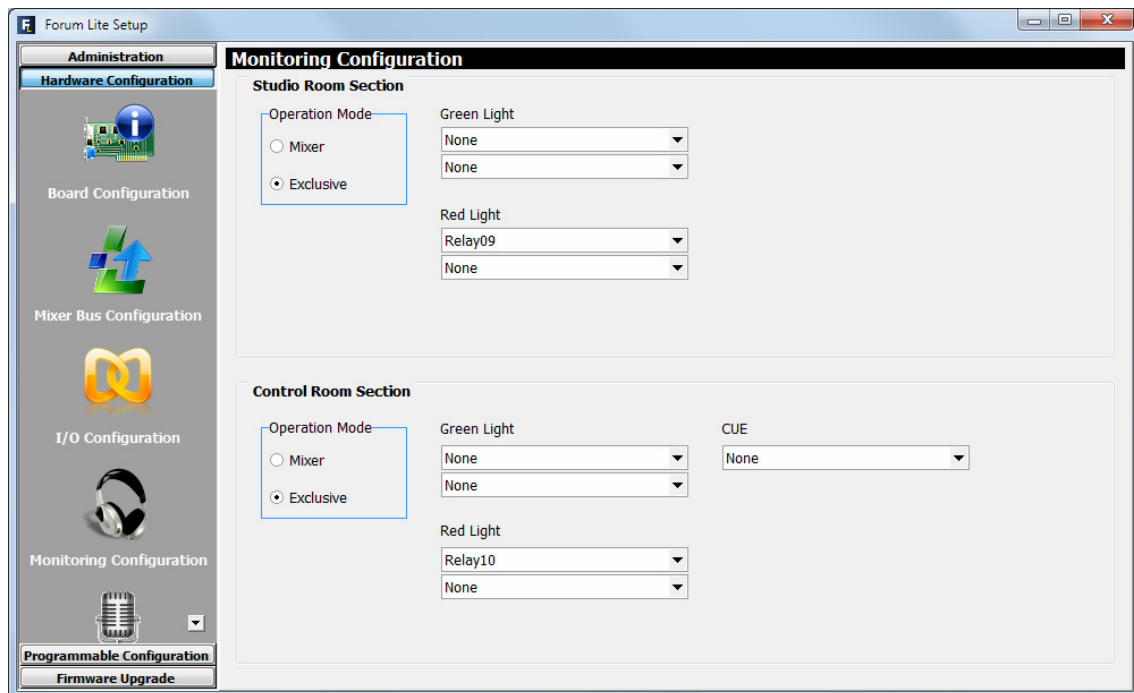 Forum Lite Setup
Administration
Hardware Configuration
Board Configuration
Mixer Bus Configuration
I/O Configuration
Monitoring Configuration
Programmable Configuration
Firmware Upgrade
Monitoring Configuration
Studio Room Section
Operation Mode
Mixer
Exclusive
Green Light
None
None
Red Light
Relay09
None
Control Room Section
Operation Mode
Mixer
Exclusive
Green Light
None
None
Red Light
Relay10
None
CUE
None